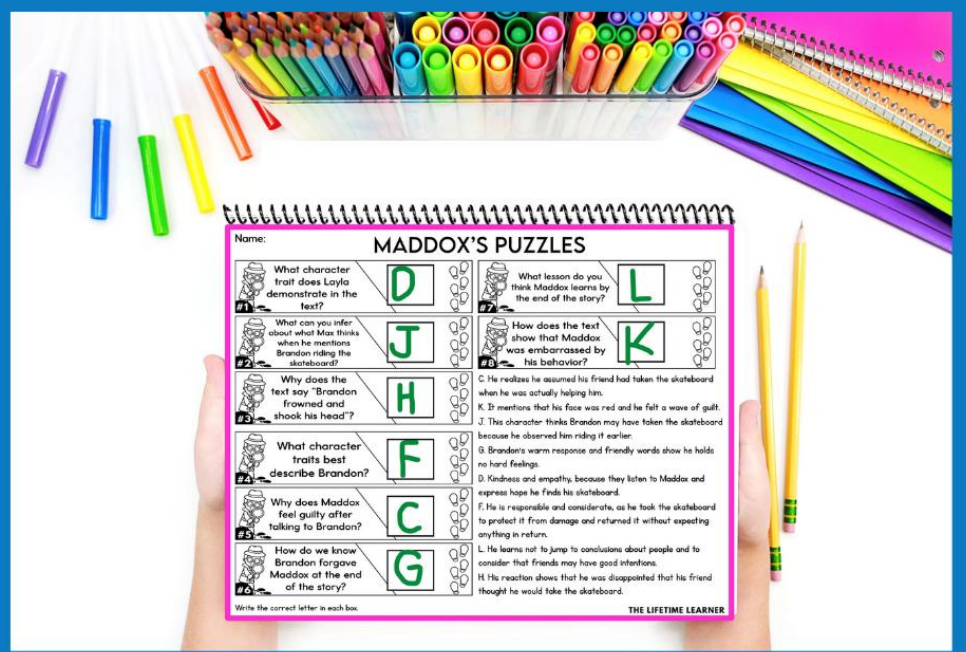 Name:
MADDOX'S PUZZLES
What character
trait does Layla
demonstrate in the
text?
#1
D
What can you infer
about what Max thinks
when he mentions
Brandon riding the
skateboard?
#2
J
Why does the
text say "Brandon
frowned and
shook his head"?
#3
H
What character
traits best
describe Brandon?
#4
F
Why does Maddox
feel guilty after
talking to Brandon?
#5
C
How do we know
Brandon forgave
Maddox at the end
of the story?
#6
G
Write the correct letter in each box.
What lesson do you
think Maddox learns by
the end of the story?
#7
L
How does the text
show that Maddox
was embarrassed by
his behavior?
#8
K
C. He realizes he assumed his friend had taken the skateboard
when he was actually helping him.
K. It mentions that his face was red and he felt a wave of guilt.
J. This character thinks Brandon may have taken the skateboard
because he observed him riding it earlier.
G. Brandon's warm response and friendly words show he holds
no hard feelings.
D. Kindness and empathy, because they listen to Maddox and
express hope he finds his skateboard.
F. He is responsible and considerate, as he took the skateboard
to protect it from damage and returned it without expecting
anything in return.
L. He learns not to jump to conclusions about people and to
consider that friends may have good intentions.
H. His reaction shows that he was disappointed that his friend
thought he would take the skateboard.
THE LIFETIME LEARNER